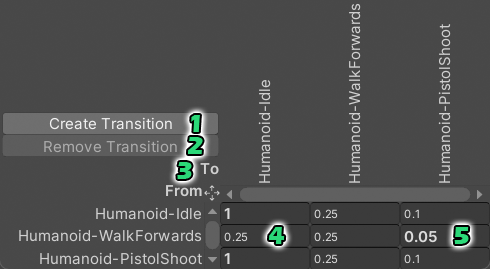 Humanoid-Idle
Humanoid-WalkForwards
Humanoid-PistolShoot
Create Transition 1
Remove Transition 2
3 To
From
Humanoid-Idle 1 0.25 0.1
Humanoid-WalkForwards 0.25 4 0.25 0.05 5
Humanoid-PistolShoot 1 0.25 0.1